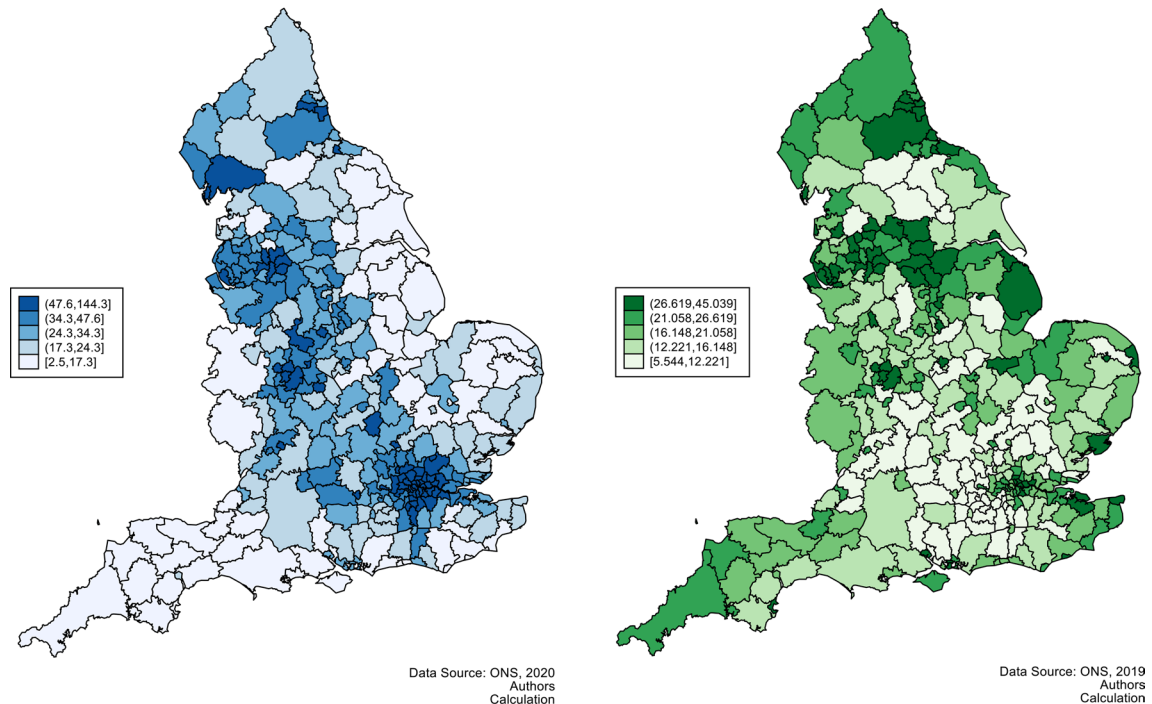 (47.6,144.3]
(34.3,47.6]
(24.3,34.3]
(17.3,24.3]
[2.5,17.3]
Data Source: ONS, 2020
Authors
Calculation
(26.619,45.039]
(21.058,26.619]
(16.148,21.058]
(12.221,16.148]
[5.544,12.221]
Data Source: ONS, 2019
Authors
Calculation